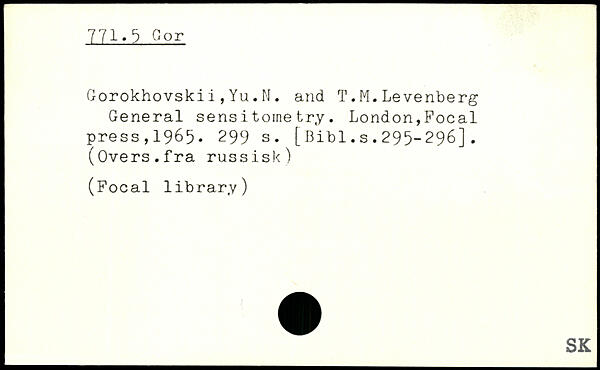 771.5 Gor
Gorokhovskii,Yu.N. and T.M.Levenberg
General sensitometry. London,Focal
press,1965. 299 s. [Bibl.s.295-296].
(Overs.fra russisk)
(Focal library)
SK